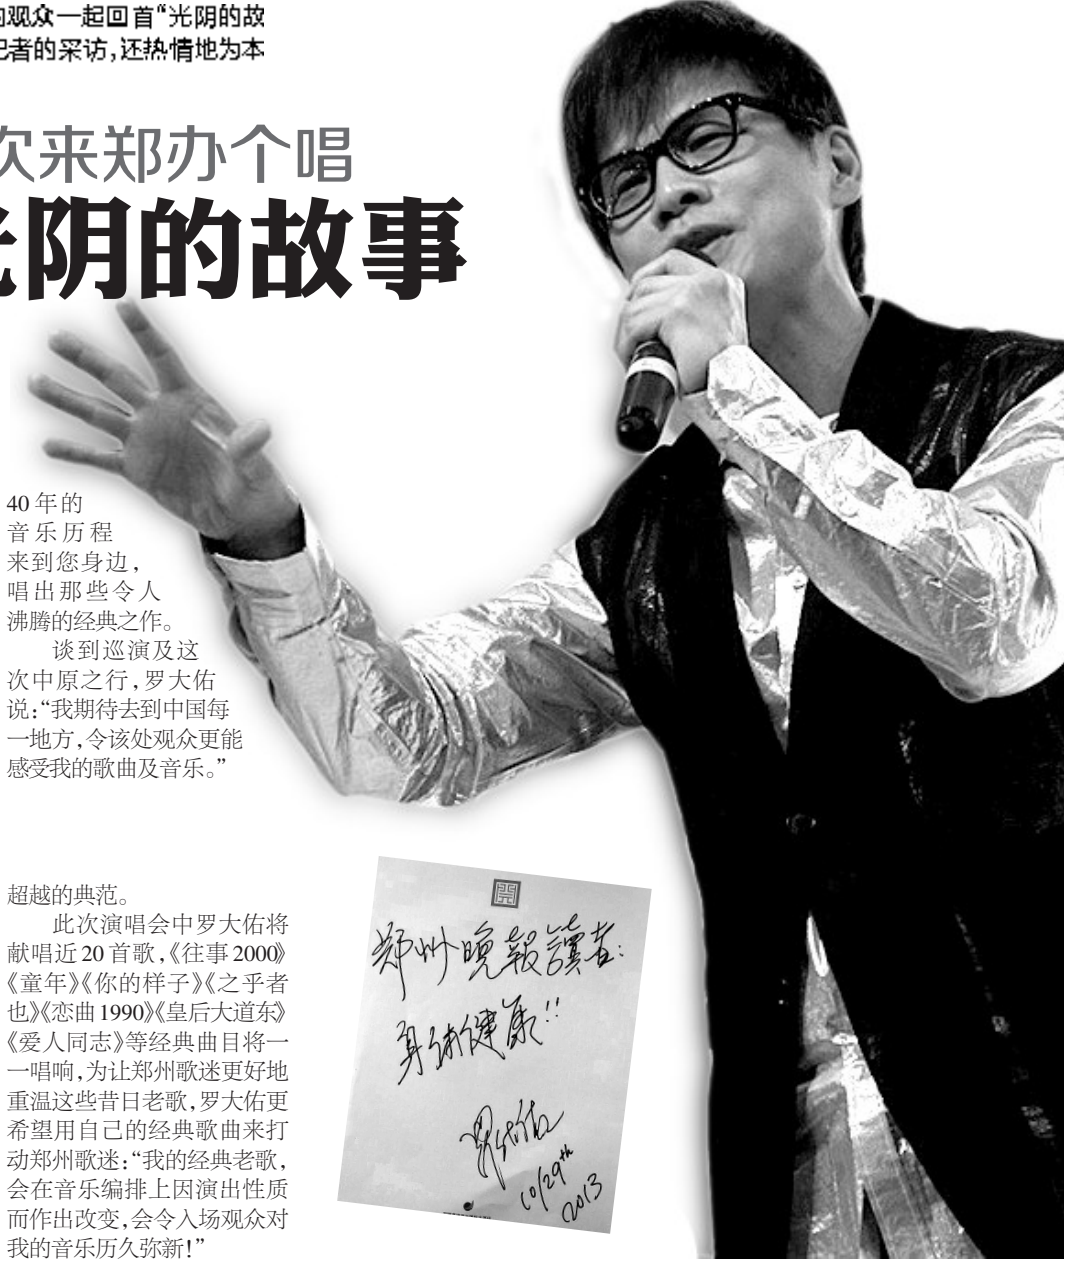 的观众一起回首“光阴的故
记者的采访,还热情地为本
次来郑办个唱
光阴的故事
40年的
音乐历程
来到您身边,
唱出那些令人
沸腾的经典之作。
谈到巡演及这
次中原之行,罗大佑
说:“我期待去到中国每
一地方,令该处观众更能
感受我的歌曲及音乐。”
超越的典范。
此次演唱会中罗大佑将
献唱近20首歌,《往事2000》
《童年》《你的样子》《之乎者
也》《恋曲1990》《皇后大道东》
《爱人同志》等经典曲目将一
一唱响,为让郑州歌迷更好地
重温这些昔日老歌,罗大佑更
希望用自己的经典歌曲来打
动郑州歌迷:“我的经典老歌,
会在音乐编排上因演出性质
而作出改变,会令入场观众对
我的音乐历久弥新!”
郑州晚報讀者:
身体健康!!
罗大佑
10/29th
2013